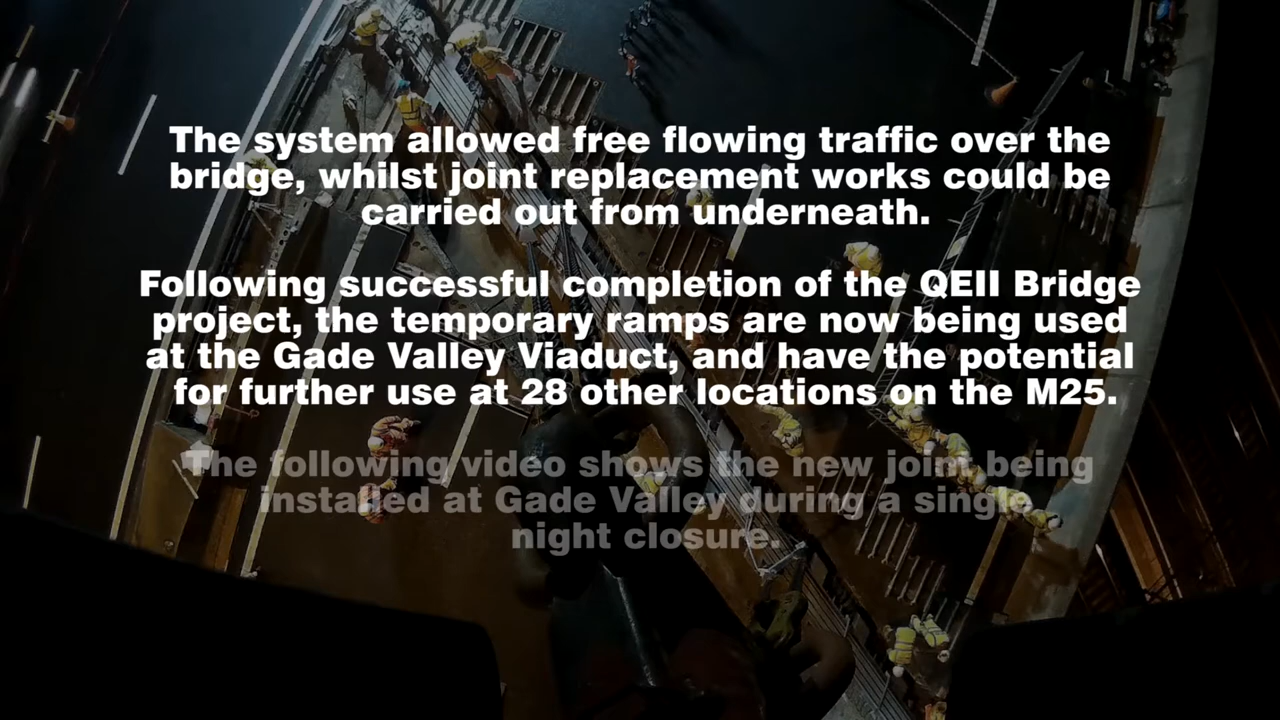 The system allowed free flowing traffic over the
bridge, whilst joint replacement works could be
carried out from underneath.
Following successful completion of the QEII Bridge
project, the temporary ramps are now being used
at the Gade Valley Viaduct, and have the potential
for further use at 28 other locations on the M25.
The following video shows the new joint being
installed at Gade Valley during a single
night closure.